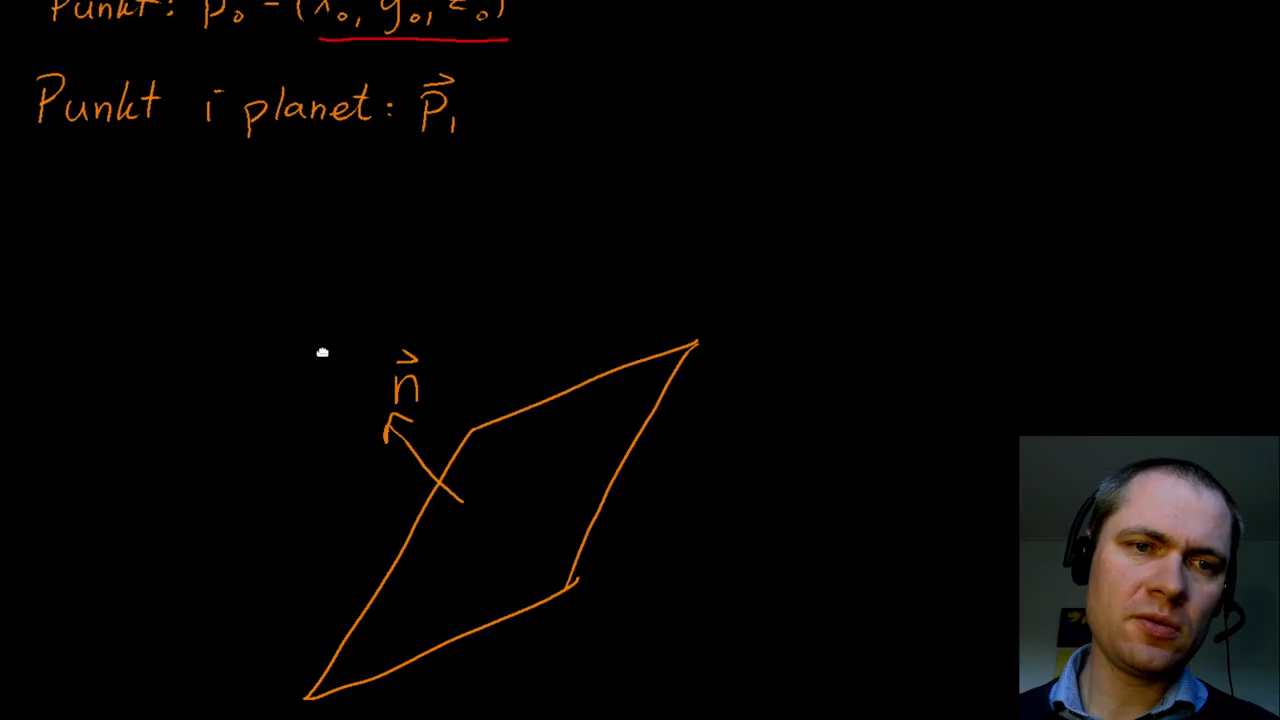 Punkt: p₀ = (x₀, y₀, z₀)
Punkt i planet: p⃗₁
n⃗